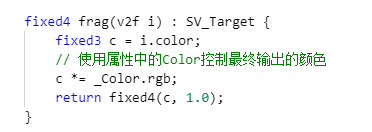 fixed4 frag(v2f i) : SV_Target {
    fixed3 c = i.color;
    // 使用属性中的Color控制最终输出的颜色
    c *= _Color.rgb;
    return fixed4(c, 1.0);
}